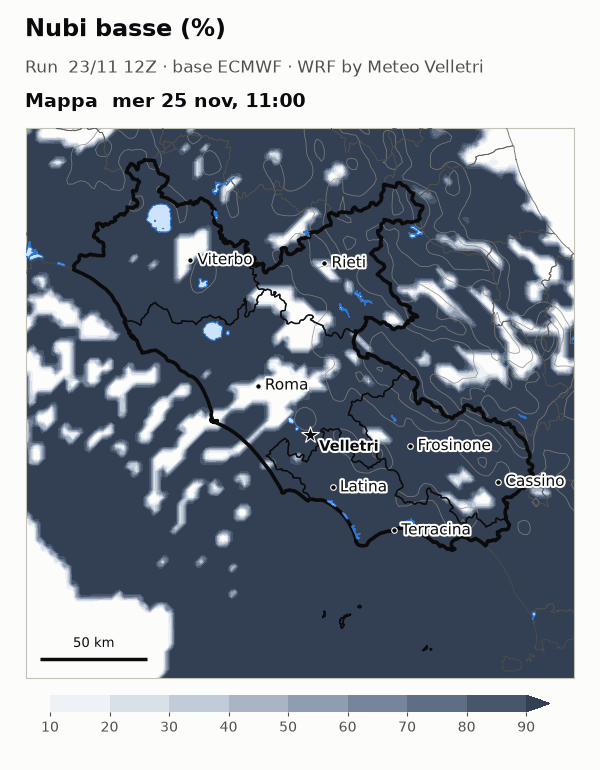 Nubi basse (%)
Run  23/11 12Z · base ECMWF · WRF by Meteo Velletri
Mappa  mer 25 nov, 11:00
Viterbo
Rieti
Roma
Velletri
Frosinone
Cassino
Latina
Terracina
50 km
10 20 30 40 50 60 70 80 90